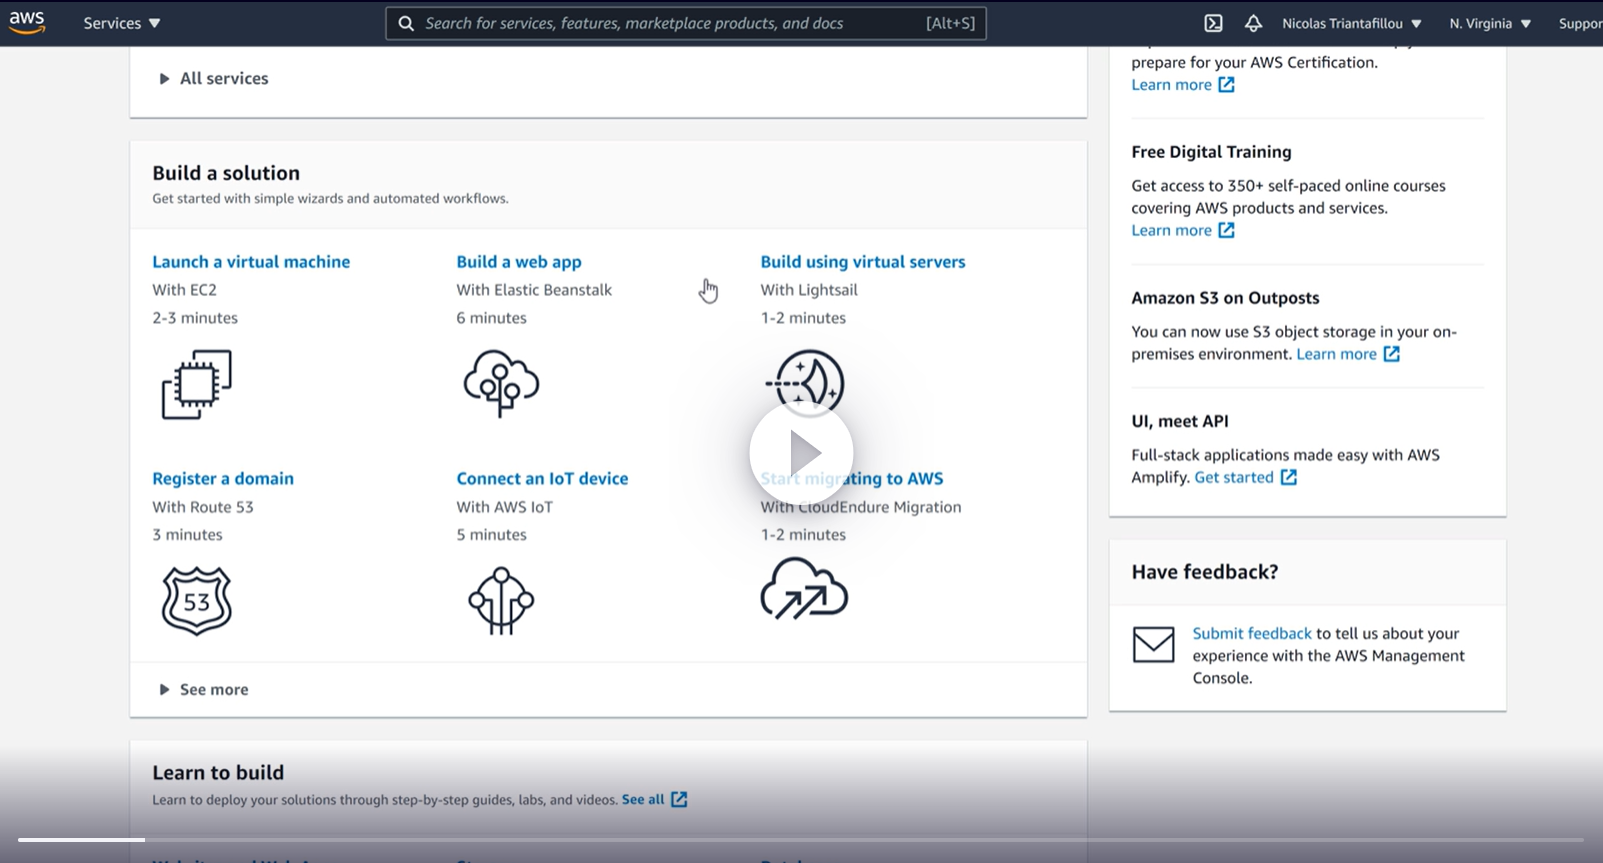 aws
Services
Search for services, features, marketplace products, and docs
[Alt+S]
Nicolas Triantafillou
N. Virginia
All services
Build a solution
Get started with simple wizards and automated workflows.
Launch a virtual machine
With EC2
2-3 minutes
Build a web app
With Elastic Beanstalk
6 minutes
Build using virtual servers
With Lightsail
1-2 minutes
Register a domain
With Route 53
3 minutes
53
Connect an IoT device
With AWS IoT
5 minutes
Start migrating to AWS
With CloudEndure Migration
1-2 minutes
See more
Learn to build
Learn to deploy your solutions through step-by-step guides, labs, and videos. See all
prepare for your AWS Certification.
Learn more
Free Digital Training
Get access to 350+ self-paced online courses
covering AWS products and services.
Learn more
Amazon S3 on Outposts
You can now use S3 object storage in your on-
premises environment. Learn more
UI, meet API
Full-stack applications made easy with AWS
Amplify. Get started
Have feedback?
Submit feedback to tell us about your
experience with the AWS Management
Console.